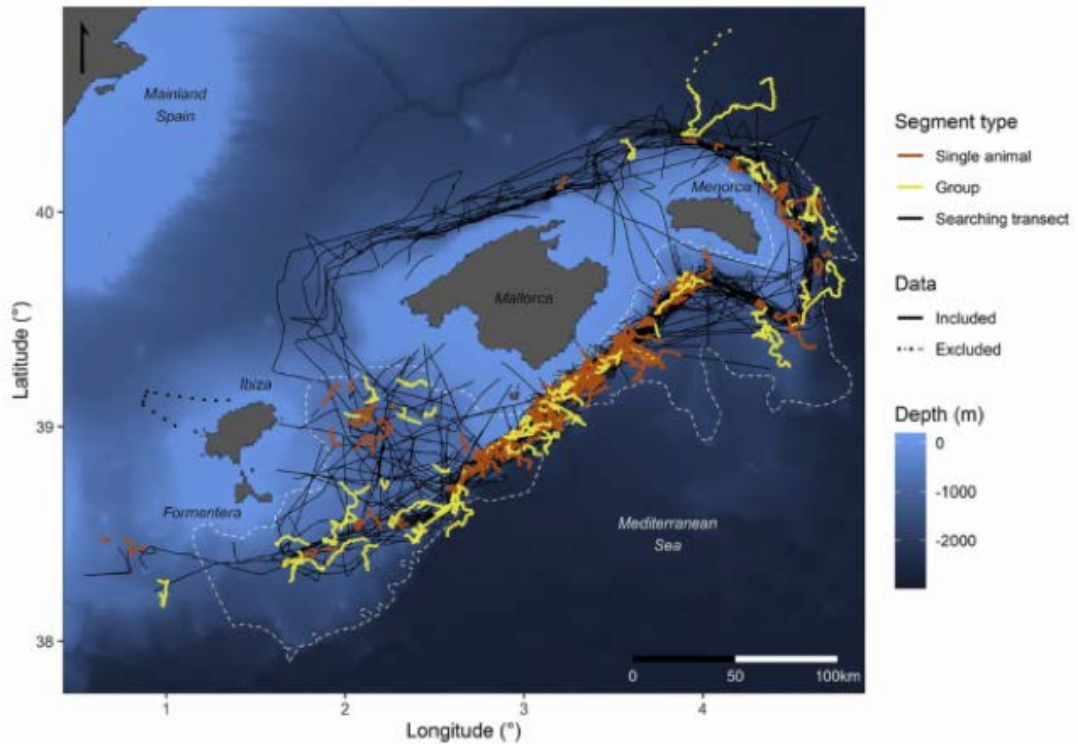 Mainland
Spain
Menorca
Mallorca
Ibiza
Formentera
Mediterranean
Sea
0 50 100km
40
39
38
1 2 3 4
Latitude (°)
Longitude (°)
Segment type
Single animal
Group
Searching transect
Data
Included
Excluded
Depth (m)
0
-1000
-2000